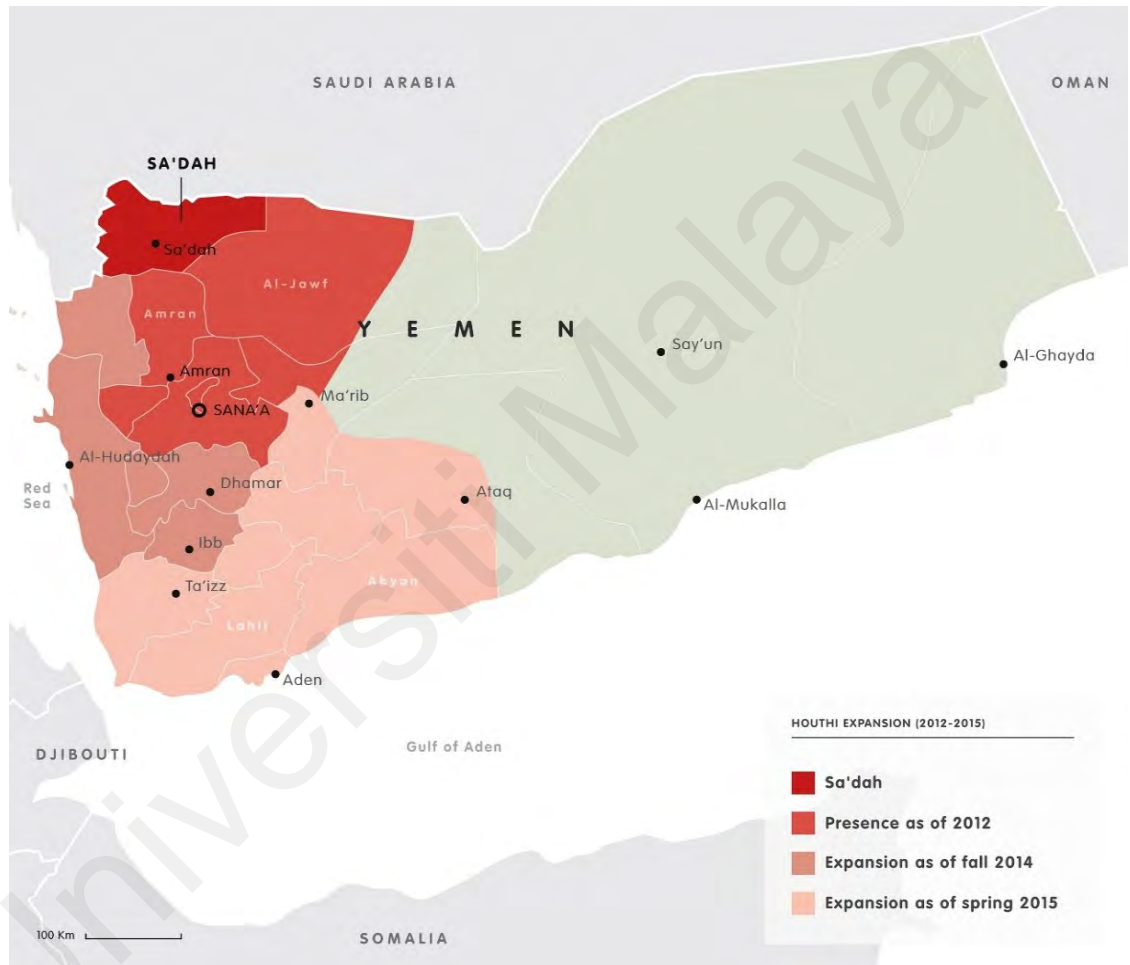 SAUDI ARABIA
OMAN
SA'DAH
Sa'dah
Al-Jawf
Amran
YEMEN
Say'un
Al-Ghayda
Amran
Ma'rib
SANA'A
Al-Hudaydah
Red
Sea
Dhamar
Ataq
Al-Mukalla
Ibb
Ta'izz
Abyan
Lahij
Aden
HOUTHI EXPANSION (2012-2015)
Gulf of Aden
DJIBOUTI
Sa'dah
Presence as of 2012
Expansion as of fall 2014
Expansion as of spring 2015
100 Km
SOMALIA
Universiti Malaya